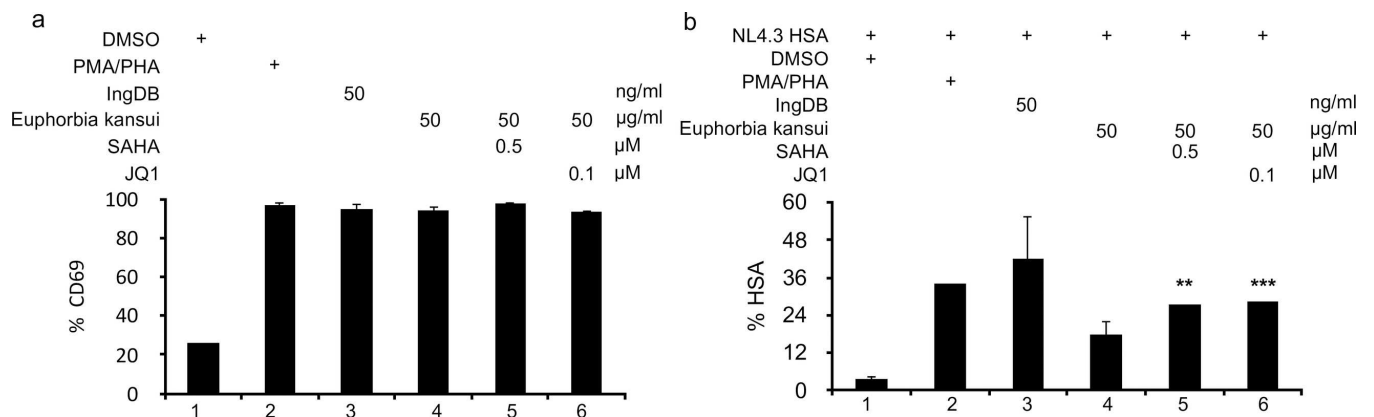 a
DMSO +
PMA/PHA +
IngDB 50 ng/ml
Euphorbia kansui 50 50 50 µg/ml
SAHA 0.5 µM
JQ1 0.1 µM
100
80
60
40
20
0
% CD69
1 2 3 4 5 6
b
NL4.3 HSA + + + + + +
DMSO +
PMA/PHA +
IngDB 50 ng/ml
Euphorbia kansui 50 50 50 µg/ml
SAHA 0.5 µM
JQ1 0.1 µM
60
48
36
24
12
0
% HSA
** ***
1 2 3 4 5 6